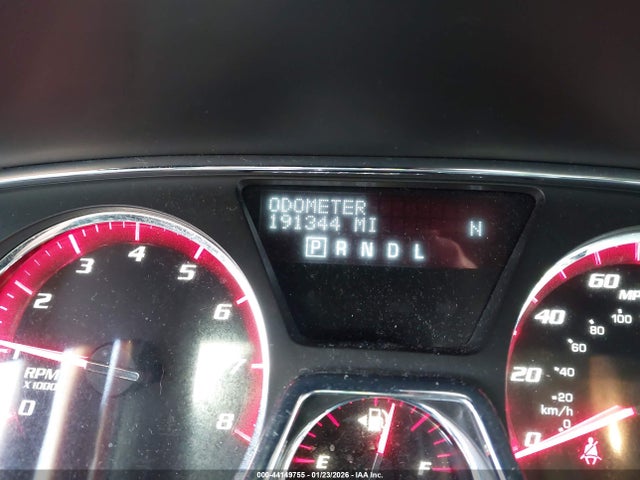 ODOMETER
191344 MI
N
P R N D L
2 3 4 5 6 8
RPM
X1000
0
E F
60 MP
40
20
0
100
80
60
40
20
km/h
0
000-44149755 - 01/23/2026 - © IAA Inc.